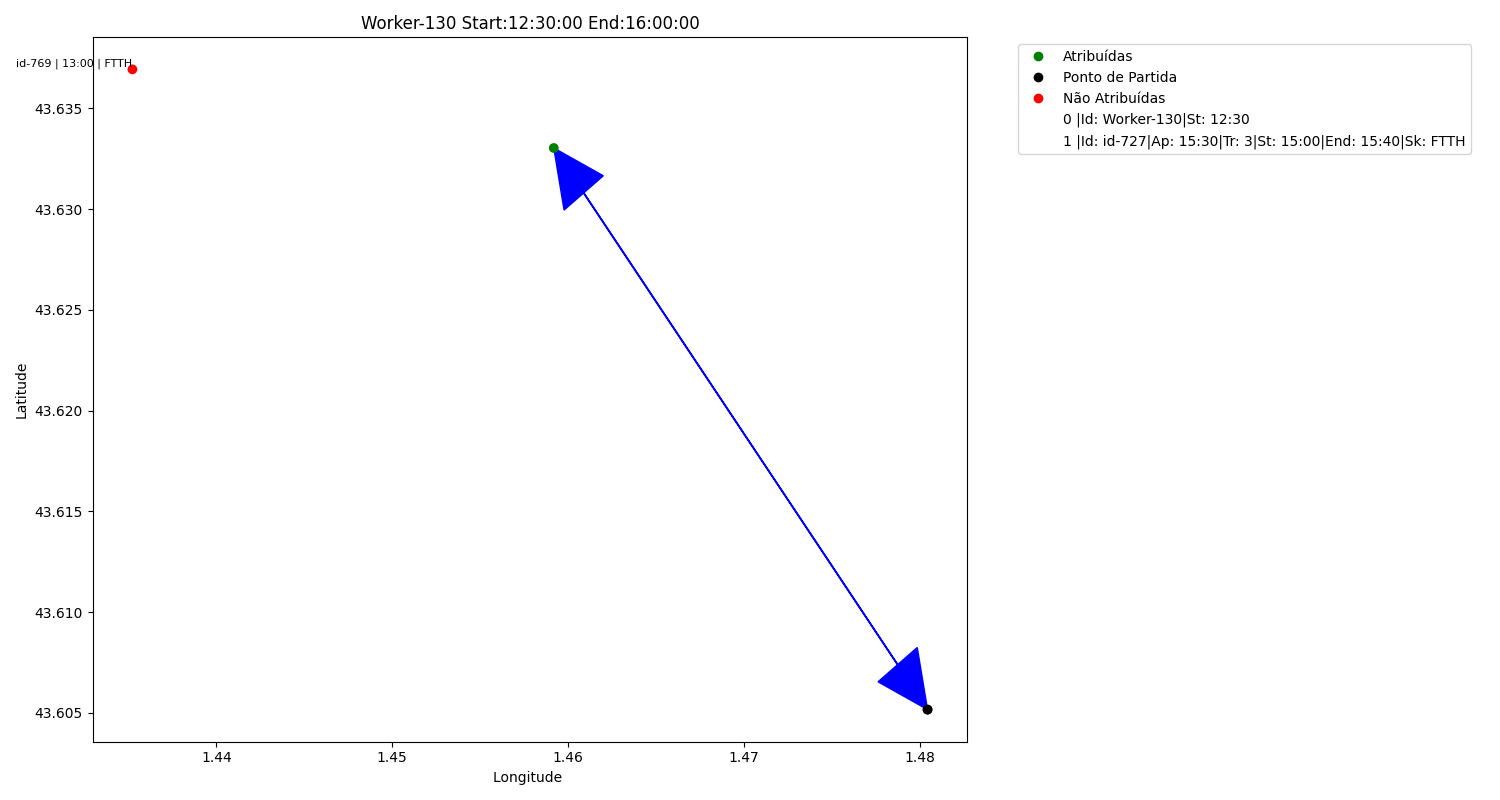 Worker-130 Start:12:30:00 End:16:00:00
id-769 | 13:00 | FTTH
43.635
43.630
43.625
43.620
43.615
43.610
43.605
Latitude
1.44
1.45
1.46
1.47
1.48
Longitude
Atribuídas
Ponto de Partida
Não Atribuídas
0 |Id: Worker-130|St: 12:30
1 |Id: id-727|Ap: 15:30|Tr: 3|St: 15:00|End: 15:40|Sk: FTTH